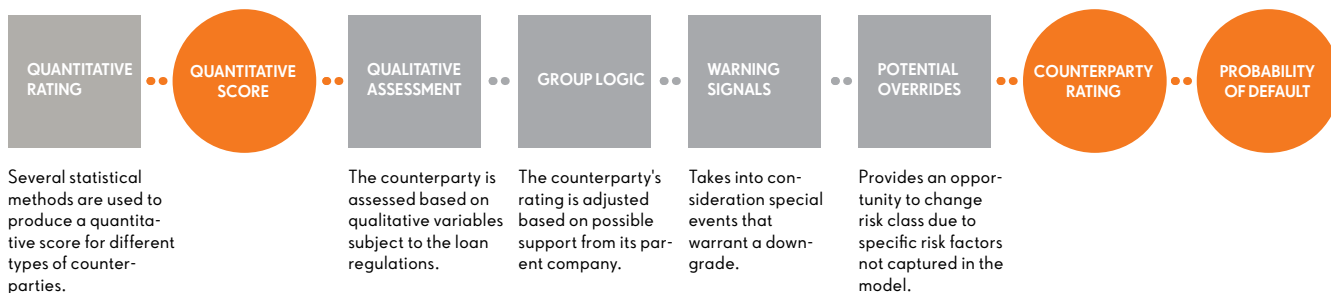 QUANTITATIVE
RATING
QUANTITATIVE
SCORE
QUALITATIVE
ASSESSMENT
GROUP LOGIC
WARNING
SIGNALS
POTENTIAL
OVERRIDES
COUNTERPARTY
RATING
PROBABILITY
OF DEFAULT
Several statistical
methods are used to
produce a quantita-
tive score for different
types of counter-
parties.
The counterparty is
assessed based on
qualitative variables
subject to the loan
regulations.
The counterparty's
rating is adjusted
based on possible
support from its par-
ent company.
Takes into con-
sideration special
events that
warrant a down-
grade.
Provides an oppor-
tunity to change
risk class due to
specific risk factors
not captured in the
model.